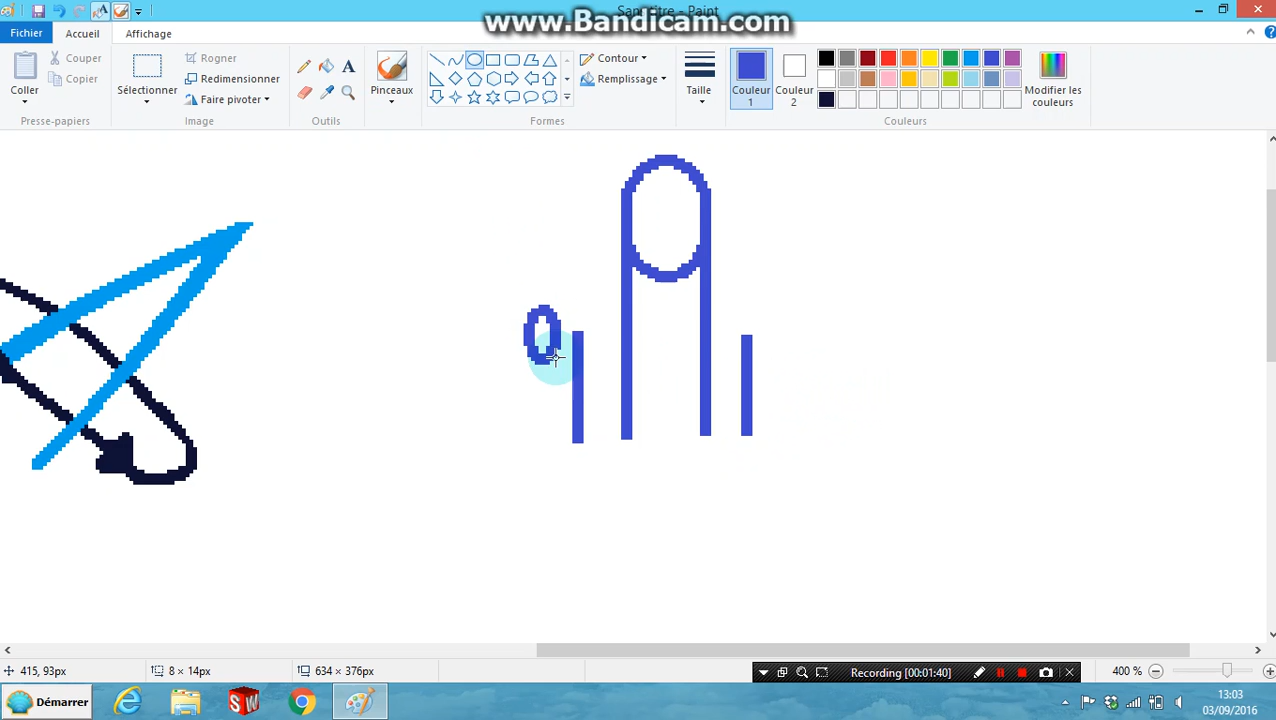 Sans titre - Paint
www.Bandicam.com
Fichier
Accueil
Affichage
Coller
Couper
Copier
Presse-papiers
Sélectionner
Rogner
Redimensionner
Faire pivoter
Image
A
Outils
Pinceaux
Contour
Remplissage
Formes
Taille
Couleur
1
Couleur
2
Modifier les
couleurs
Couleurs
415, 93px
8 × 14px
634 × 376px
Recording [00:01:40]
400 %
Démarrer
SW
13:03
03/09/2016